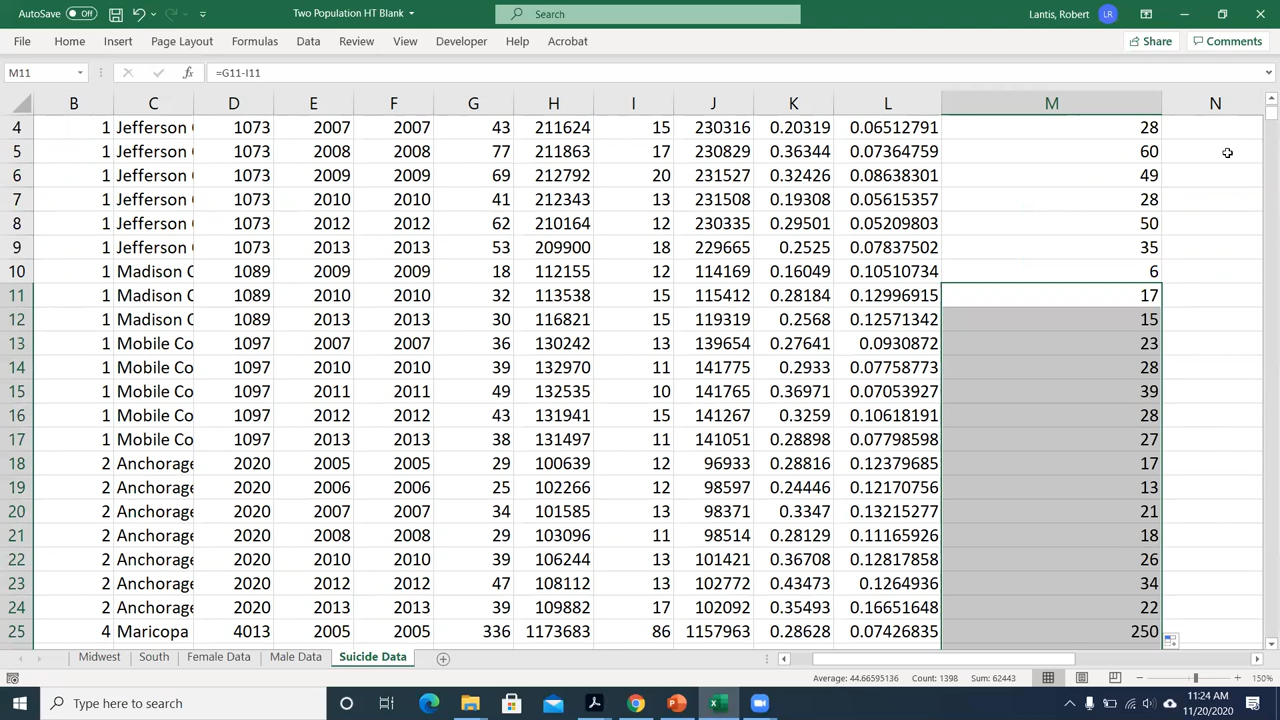 AutoSave Off Two Population HT Blank Search Lantis, Robert LR
File Home Insert Page Layout Formulas Data Review View Developer Help Acrobat Share Comments
M11 fx =G11-I11
B C D E F G H I J K L M N
4 1 Jefferson 1073 2007 2007 43 211624 15 230316 0.20319 0.06512791 28
5 1 Jefferson 1073 2008 2008 77 211863 17 230829 0.36344 0.07364759 60
6 1 Jefferson 1073 2009 2009 69 212792 20 231527 0.32426 0.08638301 49
7 1 Jefferson 1073 2010 2010 41 212343 13 231508 0.19308 0.05615357 28
8 1 Jefferson 1073 2012 2012 62 210164 12 230335 0.29501 0.05209803 50
9 1 Jefferson 1073 2013 2013 53 209900 18 229665 0.2525 0.07837502 35
10 1 Madison C 1089 2009 2009 18 112155 12 114169 0.16049 0.10510734 6
11 1 Madison C 1089 2010 2010 32 113538 15 115412 0.28184 0.12996915 17
12 1 Madison C 1089 2013 2013 30 116821 15 119319 0.2568 0.12571342 15
13 1 Mobile Co 1097 2007 2007 36 130242 13 139654 0.27641 0.0930872 23
14 1 Mobile Co 1097 2010 2010 39 132970 11 141775 0.2933 0.07758773 28
15 1 Mobile Co 1097 2011 2011 49 132535 10 141765 0.36971 0.07053927 39
16 1 Mobile Co 1097 2012 2012 43 131941 15 141267 0.3259 0.10618191 28
17 1 Mobile Co 1097 2013 2013 38 131497 11 141051 0.28898 0.07798598 27
18 2 Anchorage 2020 2005 2005 29 100639 12 96933 0.28816 0.12379685 17
19 2 Anchorage 2020 2006 2006 25 102266 12 98597 0.24446 0.12170756 13
20 2 Anchorage 2020 2007 2007 34 101585 13 98371 0.3347 0.13215277 21
21 2 Anchorage 2020 2008 2008 29 103096 11 98514 0.28129 0.11165926 18
22 2 Anchorage 2020 2010 2010 39 106244 13 101421 0.36708 0.12817858 26
23 2 Anchorage 2020 2012 2012 47 108112 13 102772 0.43473 0.1264936 34
24 2 Anchorage 2020 2013 2013 39 109882 17 102092 0.35493 0.16651648 22
25 4 Maricopa 4013 2005 2005 336 1173683 86 1157963 0.28628 0.07426835 250
Midwest South Female Data Male Data Suicide Data
Average: 44.66595136 Count: 1398 Sum: 62443 150%
Type here to search 11:24 AM
11/20/2020